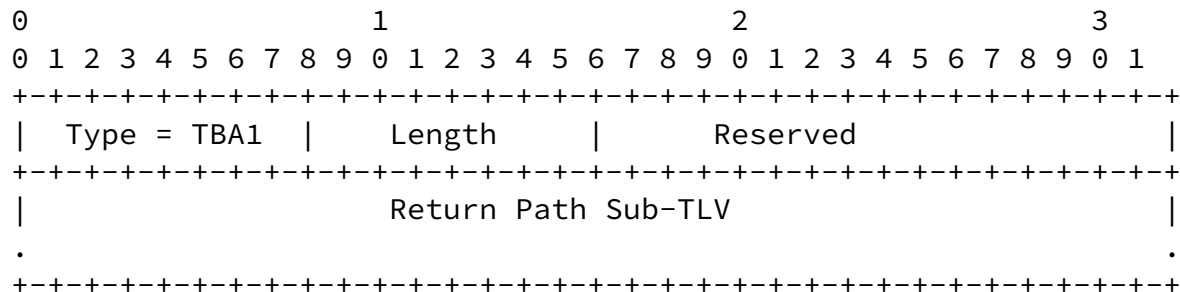 0                   1                   2                   3
0 1 2 3 4 5 6 7 8 9 0 1 2 3 4 5 6 7 8 9 0 1 2 3 4 5 6 7 8 9 0 1
+-+-+-+-+-+-+-+-+-+-+-+-+-+-+-+-+-+-+-+-+-+-+-+-+-+-+-+-+-+-+-+-+
|  Type = TBA1  |    Length     |      Reserved                 |
+-+-+-+-+-+-+-+-+-+-+-+-+-+-+-+-+-+-+-+-+-+-+-+-+-+-+-+-+-+-+-+-+
|                    Return Path Sub-TLV                        |
.                                                               .
+-+-+-+-+-+-+-+-+-+-+-+-+-+-+-+-+-+-+-+-+-+-+-+-+-+-+-+-+-+-+-+-+